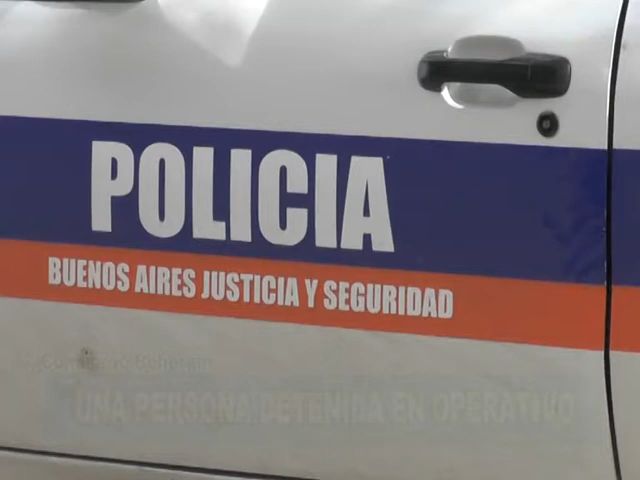 POLICIA
BUENOS AIRES JUSTICIA Y SEGURIDAD
UNA PERSONA DETENIDA EN OPERATIVO